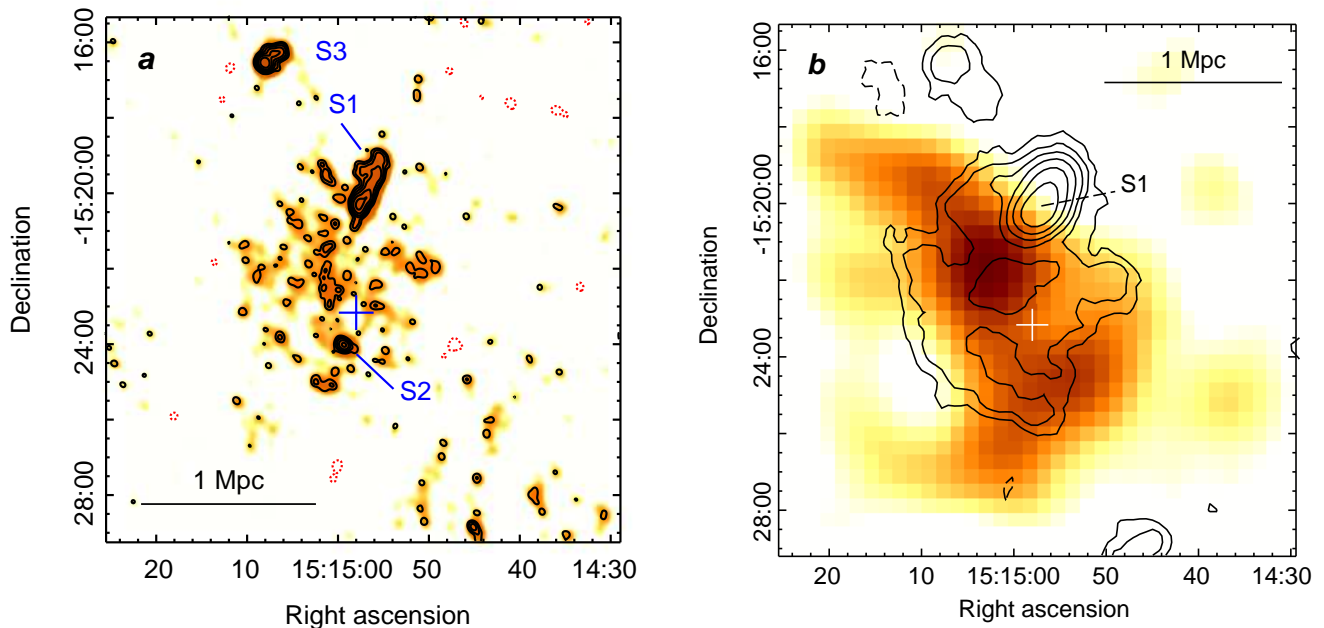 a
S3
S1
S2
1 Mpc
16:00
-15:20:00
24:00
28:00
Declination
20 10 15:15:00 50 40 14:30
Right ascension
b
1 Mpc
S1
16:00
-15:20:00
24:00
28:00
Declination
20 10 15:15:00 50 40 14:30
Right ascension